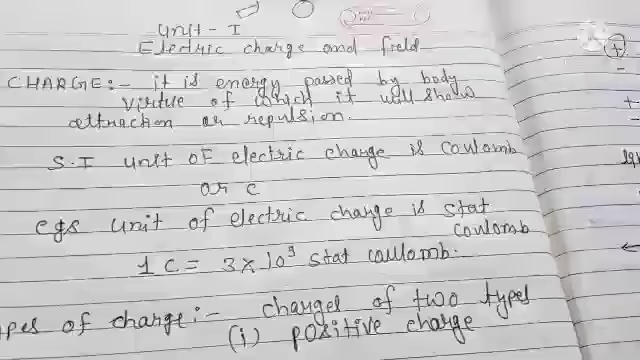 Unit - I
Electric charge and field
CHARGE:- it is energy passed by body
virtue of which it will show
attraction or repulsion.
S.I unit of electric charge is coulomb
or c
cgs unit of electric charge is stat
coulomb
1 C = 3 x 10⁹ stat coullomb.
pes of charge:- charges of two types
(i) positive charge